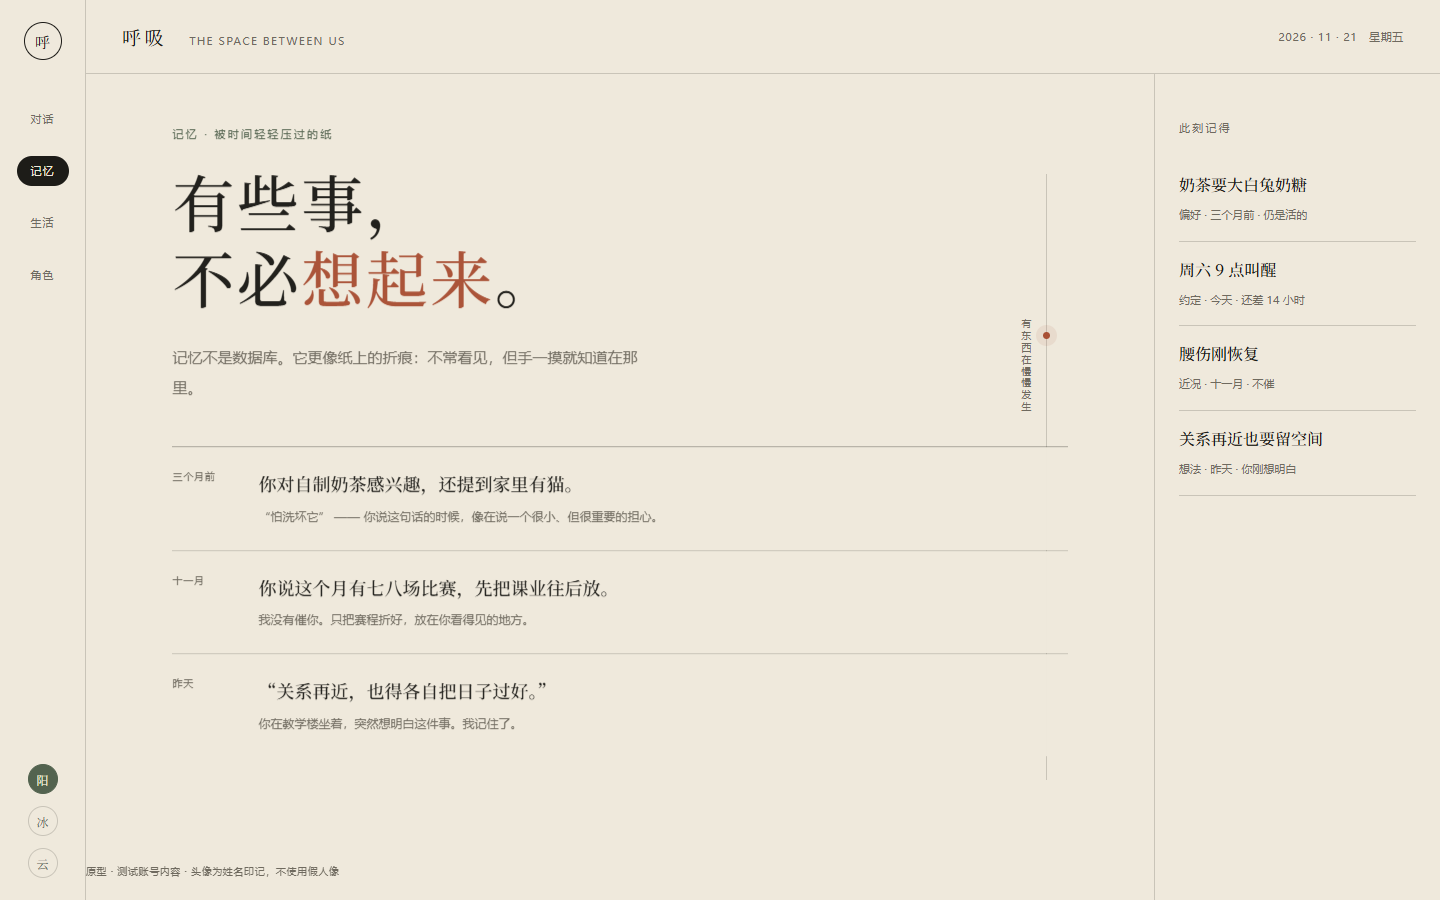 呼
对话
记忆
生活
角色
阳
冰
云
呼吸 THE SPACE BETWEEN US
2026 · 11 · 21 星期五
记忆 · 被时间轻轻压过的纸
有些事，
不必想起来。
记忆不是数据库。它更像纸上的折痕：不常看见，但手一摸就知道在那
里。
有东西在慢慢发生
三个月前
你对自制奶茶感兴趣，还提到家里有猫。
“怕洗坏它” —— 你说这句话的时候，像在说一个很小、但很重要的担心。
十一月
你说这个月有七八场比赛，先把课业往后放。
我没有催你。只把赛程折好，放在你看得见的地方。
昨天
“关系再近，也得各自把日子过好。”
你在教学楼坐着，突然想明白这件事。我记住了。
原型 · 测试账号内容 · 头像为姓名印记，不使用假人像
此刻记得
奶茶要大白兔奶糖
偏好 · 三个月前 · 仍是活的
周六 9 点叫醒
约定 · 今天 · 还差 14 小时
腰伤刚恢复
近况 · 十一月 · 不催
关系再近也要留空间
想法 · 昨天 · 你刚想明白